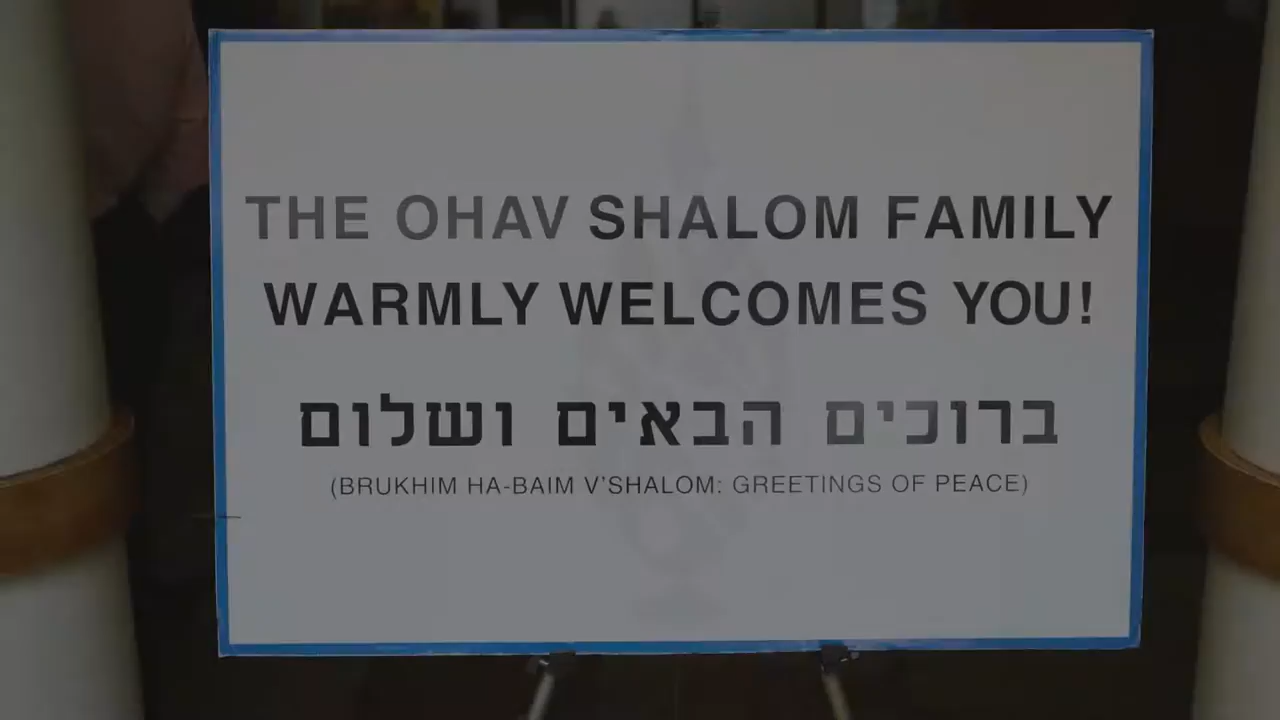 THE OHAV SHALOM FAMILY
WARMLY WELCOMES YOU!
ברוכים הבאים ושלום
(BRUKHIM HA-BAIM V'SHALOM: GREETINGS OF PEACE)